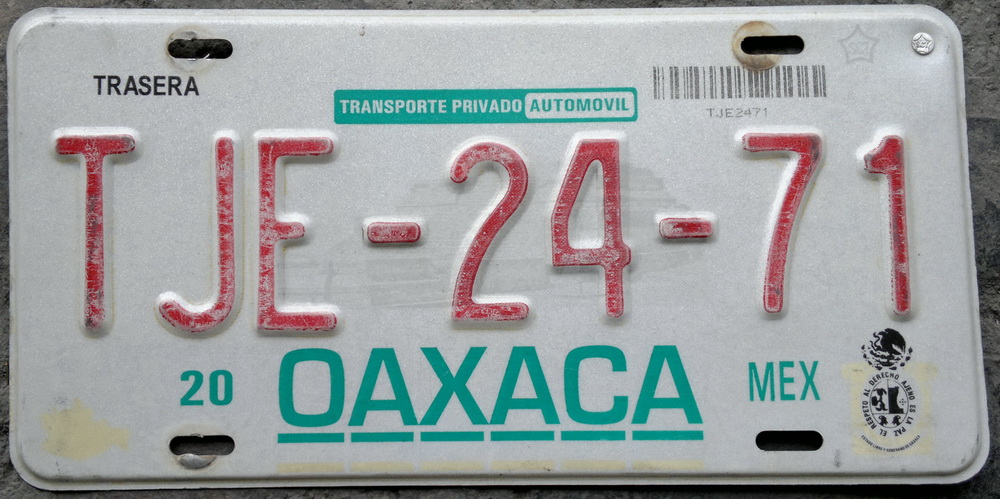 TRASERA
TRANSPORTE PRIVADO AUTOMOVIL
TJE2471
TJE-24-71
20 OAXACA MEX
EL RESPETO AL DERECHO AJENO ES LA PAZ